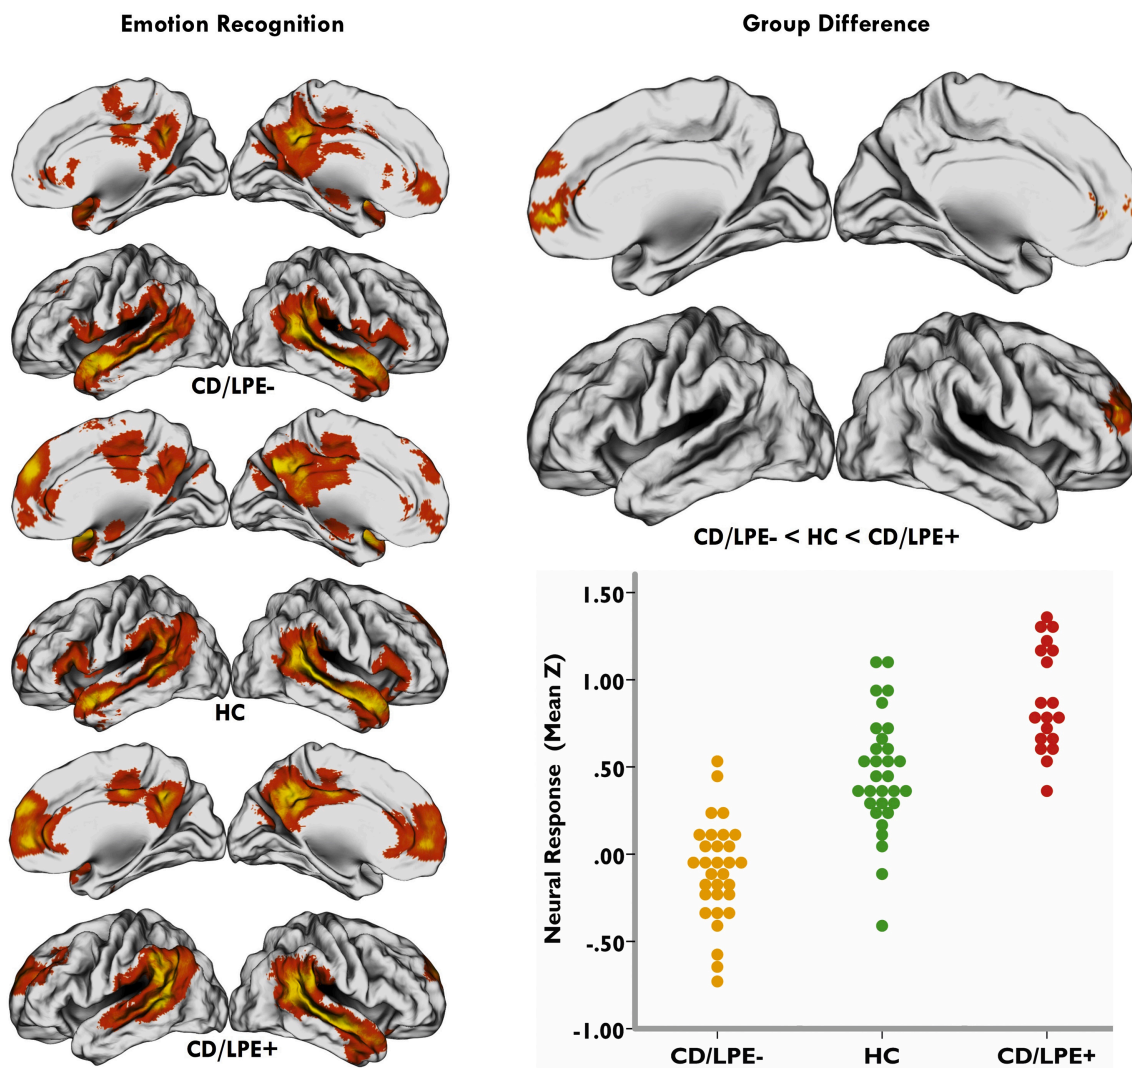 Emotion Recognition
Group Difference
CD/LPE-
HC
CD/LPE+
CD/LPE- < HC < CD/LPE+
Neural Response (Mean Z)
1.50
1.00
.50
.00
-.50
-1.00
CD/LPE-
HC
CD/LPE+